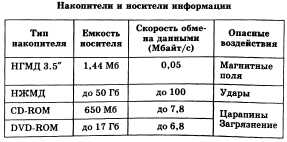 Накопители и носители информации
Тип накопителя | Емкость носителя | Скорость обме-на данными (Мбайт/с) | Опасные воздействия
НГМД 3.5″ | 1,44 Мб | 0,05 | Магнитные поля
НЖМД | до 50 Гб | до 100 | Удары
CD-ROM | 650 Мб | до 7,8 | Царапины
DVD-ROM | до 17 Гб | до 6,8 | Загрязнение